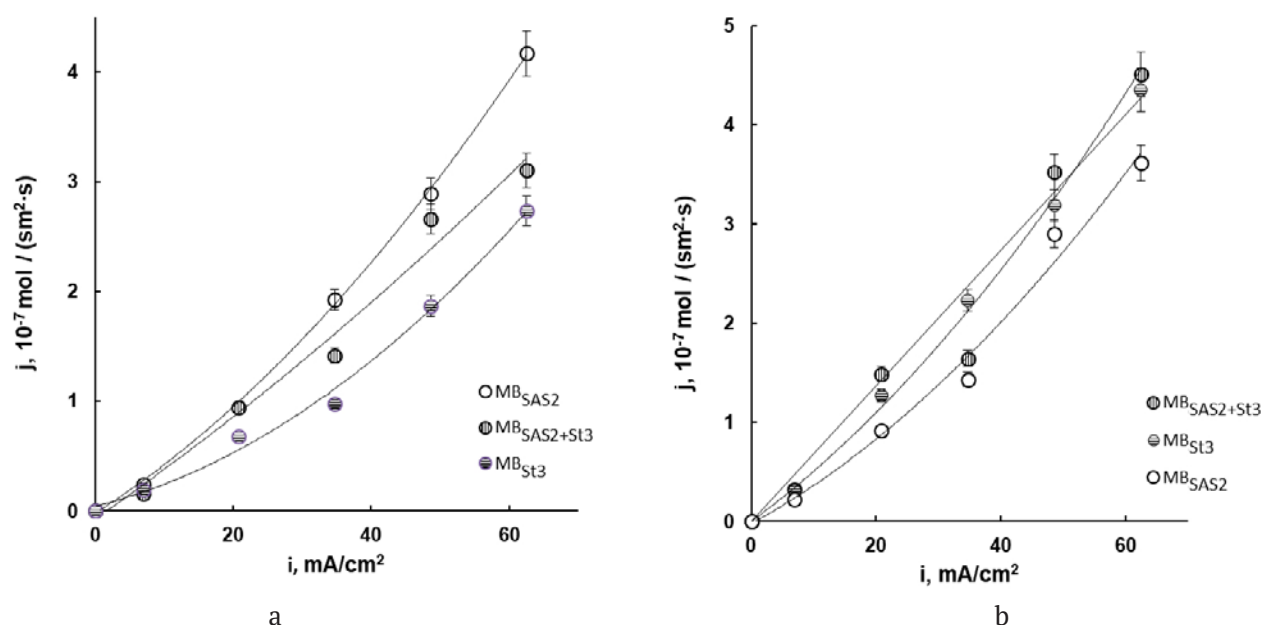 4
3
2
1
0
j, 10⁻⁷ mol / (sm²·s)
0 20 40 60
i, mA/cm²
MB_SAS2
MB_SAS2+St3
MB_St3
a
5
4
3
2
1
0
j, 10⁻⁷ mol / (sm²·s)
0 20 40 60
i, mA/cm²
MB_SAS2+St3
MB_St3
MB_SAS2
b